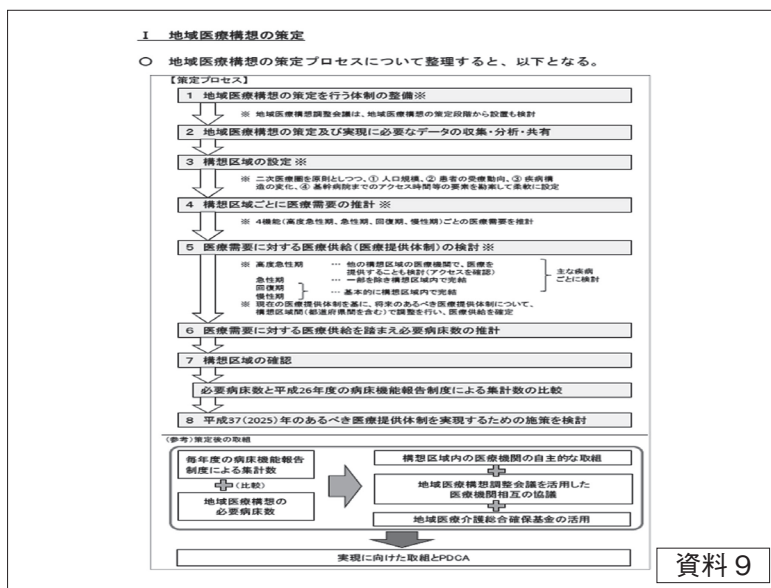 Ⅰ 地域医療構想の策定
○ 地域医療構想の策定プロセスについて整理すると、以下となる。
【策定プロセス】
1 地域医療構想の策定を行う体制の整備※
※ 地域医療構想調整会議は、地域医療構想の策定段階から設置も検討
2 地域医療構想の策定及び実現に必要なデータの収集・分析・共有
3 構想区域の設定 ※
※ 二次医療圏を原則としつつ、① 人口規模、② 患者の受療動向、③ 疾病構
造の変化、④ 基幹病院までのアクセス時間等の要素を勘案して柔軟に設定
4 構想区域ごとに医療需要の推計 ※
※ 4機能(高度急性期、急性期、回復期、慢性期)ごとの医療需要を推計
5 医療需要に対する医療供給(医療提供体制)の検討※
※ 高度急性期 … 他の構想区域の医療機関で、医療を
提供することも検討(アクセスを確認)
急性期 … 一部を除き構想区域内で完結
回復期
慢性期 … 基本的に構想区域内で完結
主な疾病
ごとに検討
※ 現在の医療提供体制を基に、将来のあるべき医療提供体制について、
構想区域間(都道府県間を含む)で調整を行い、医療供給を確定
6 医療需要に対する医療供給を踏まえ必要病床数の推計
7 構想区域の確認
必要病床数と平成26年度の病床機能報告制度による集計数の比較
8 平成37(2025)年のあるべき医療提供体制を実現するための施策を検討
(参考)策定後の取組
毎年度の病床機能報告
制度による集計数
(比較)
地域医療構想の
必要病床数
構想区域内の医療機関の自主的な取組
地域医療構想調整会議を活用した
医療機関相互の協議
地域医療介護総合確保基金の活用
実現に向けた取組とPDCA
資料9